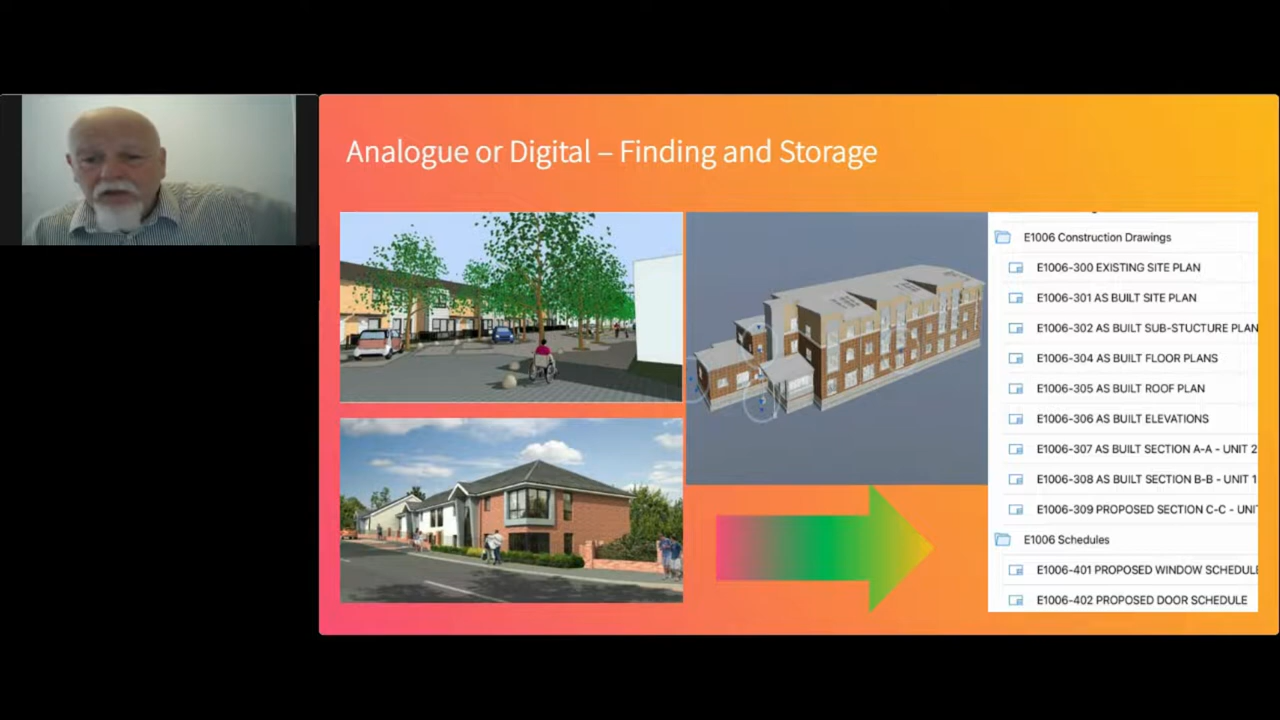 Analogue or Digital – Finding and Storage
E1006 Construction Drawings
E1006-300 EXISTING SITE PLAN
E1006-301 AS BUILT SITE PLAN
E1006-302 AS BUILT SUB-STUCTURE PLAN
E1006-304 AS BUILT FLOOR PLANS
E1006-305 AS BUILT ROOF PLAN
E1006-306 AS BUILT ELEVATIONS
E1006-307 AS BUILT SECTION A-A - UNIT 2
E1006-308 AS BUILT SECTION B-B - UNIT 1
E1006-309 PROPOSED SECTION C-C - UNI
E1006 Schedules
E1006-401 PROPOSED WINDOW SCHEDULE
E1006-402 PROPOSED DOOR SCHEDULE